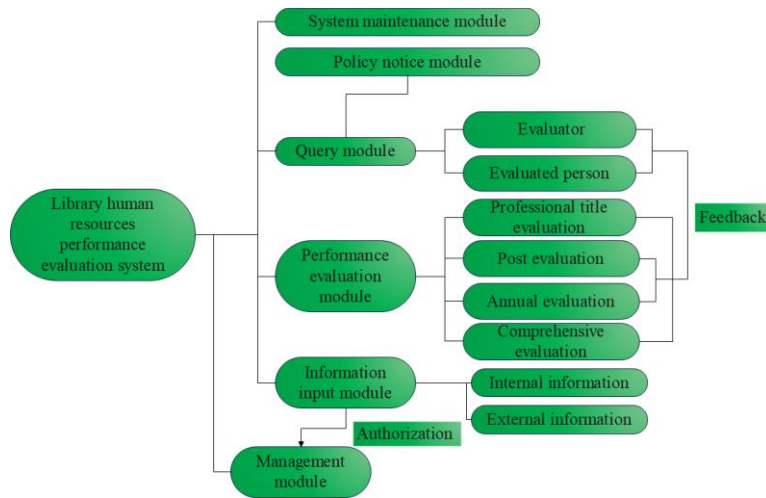 System maintenance module
Policy notice module
Query module
Evaluator
Evaluated person
Library human
resources
performance
evaluation system
Performance
evaluation
module
Professional title
evaluation
Post evaluation
Annual evaluation
Comprehensive
evaluation
Feedback
Information
input module
Internal information
External information
Authorization
Management
module